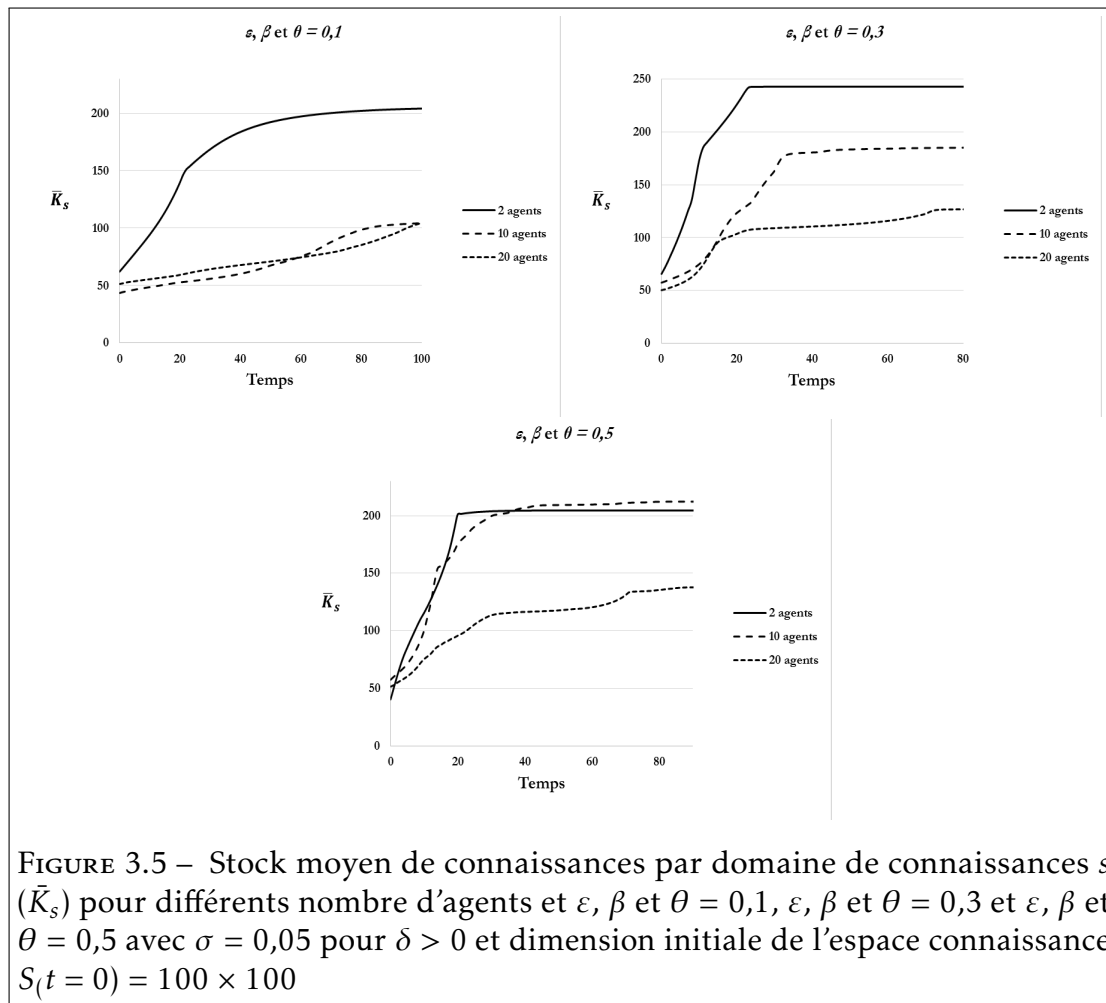 ε, β et θ = 0,1
200
150
100
50
0
K̄s
0 20 40 60 80 100
Temps
2 agents
10 agents
20 agents
ε, β et θ = 0,3
250
200
150
100
50
0
K̄s
0 20 40 60 80
Temps
2 agents
10 agents
20 agents
ε, β et θ = 0,5
200
150
100
50
0
K̄s
0 20 40 60 80
Temps
2 agents
10 agents
20 agents
FIGURE 3.5 – Stock moyen de connaissances par domaine de connaissances s
(K̄s) pour différents nombre d'agents et ε, β et θ = 0,1, ε, β et θ = 0,3 et ε, β et
θ = 0,5 avec σ = 0,05 pour δ > 0 et dimension initiale de l'espace connaissance
S(t = 0) = 100 × 100